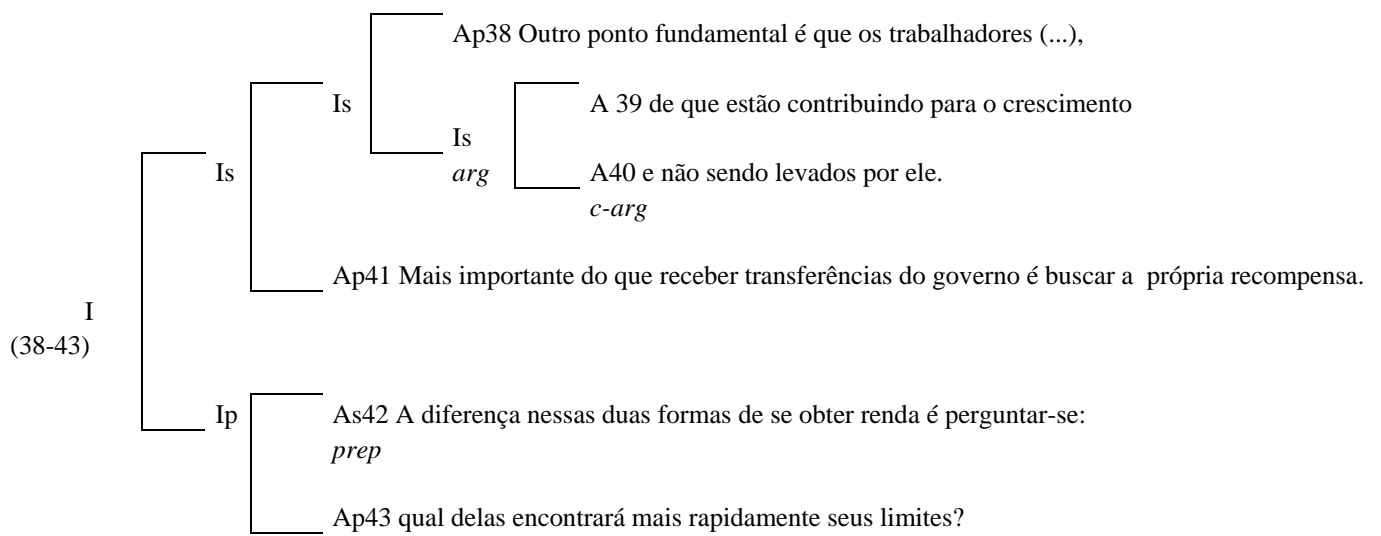 Ap38 Outro ponto fundamental é que os trabalhadores (...),
Is
A 39 de que estão contribuindo para o crescimento
Is
arg
Is
A40 e não sendo levados por ele.
c-arg
Ap41 Mais importante do que receber transferências do governo é buscar a própria recompensa.
I
(38-43)
Ip
As42 A diferença nessas duas formas de se obter renda é perguntar-se:
prep
Ap43 qual delas encontrará mais rapidamente seus limites?